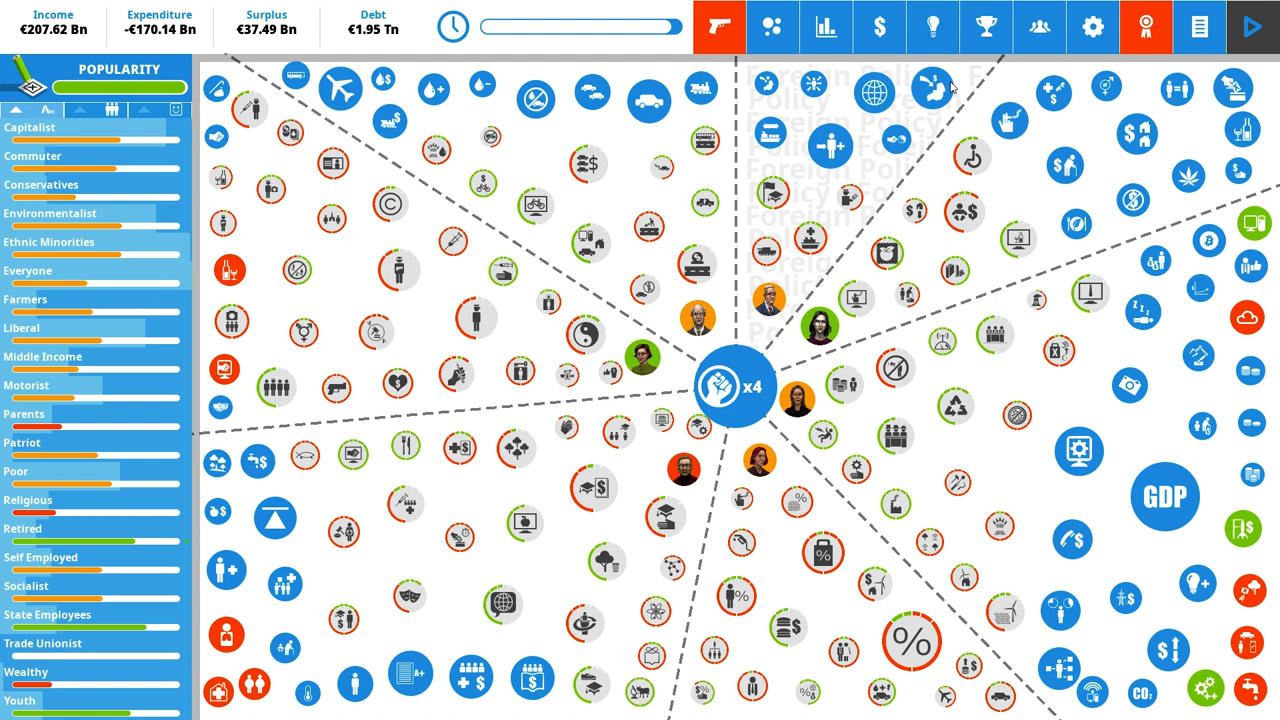 Income
Expenditure
Surplus
Debt
€207.62 Bn
-€170.14 Bn
€37.49 Bn
€1.95 Tn
POPULARITY
Capitalist
Commuter
Conservatives
Environmentalist
Ethnic Minorities
Everyone
Farmers
Liberal
Middle Income
Motorist
Parents
Patriot
Poor
Religious
Retired
Self Employed
Socialist
State Employees
Trade Unionist
Wealthy
Youth
Foreign Policy
x4
GDP
CO₂
A+